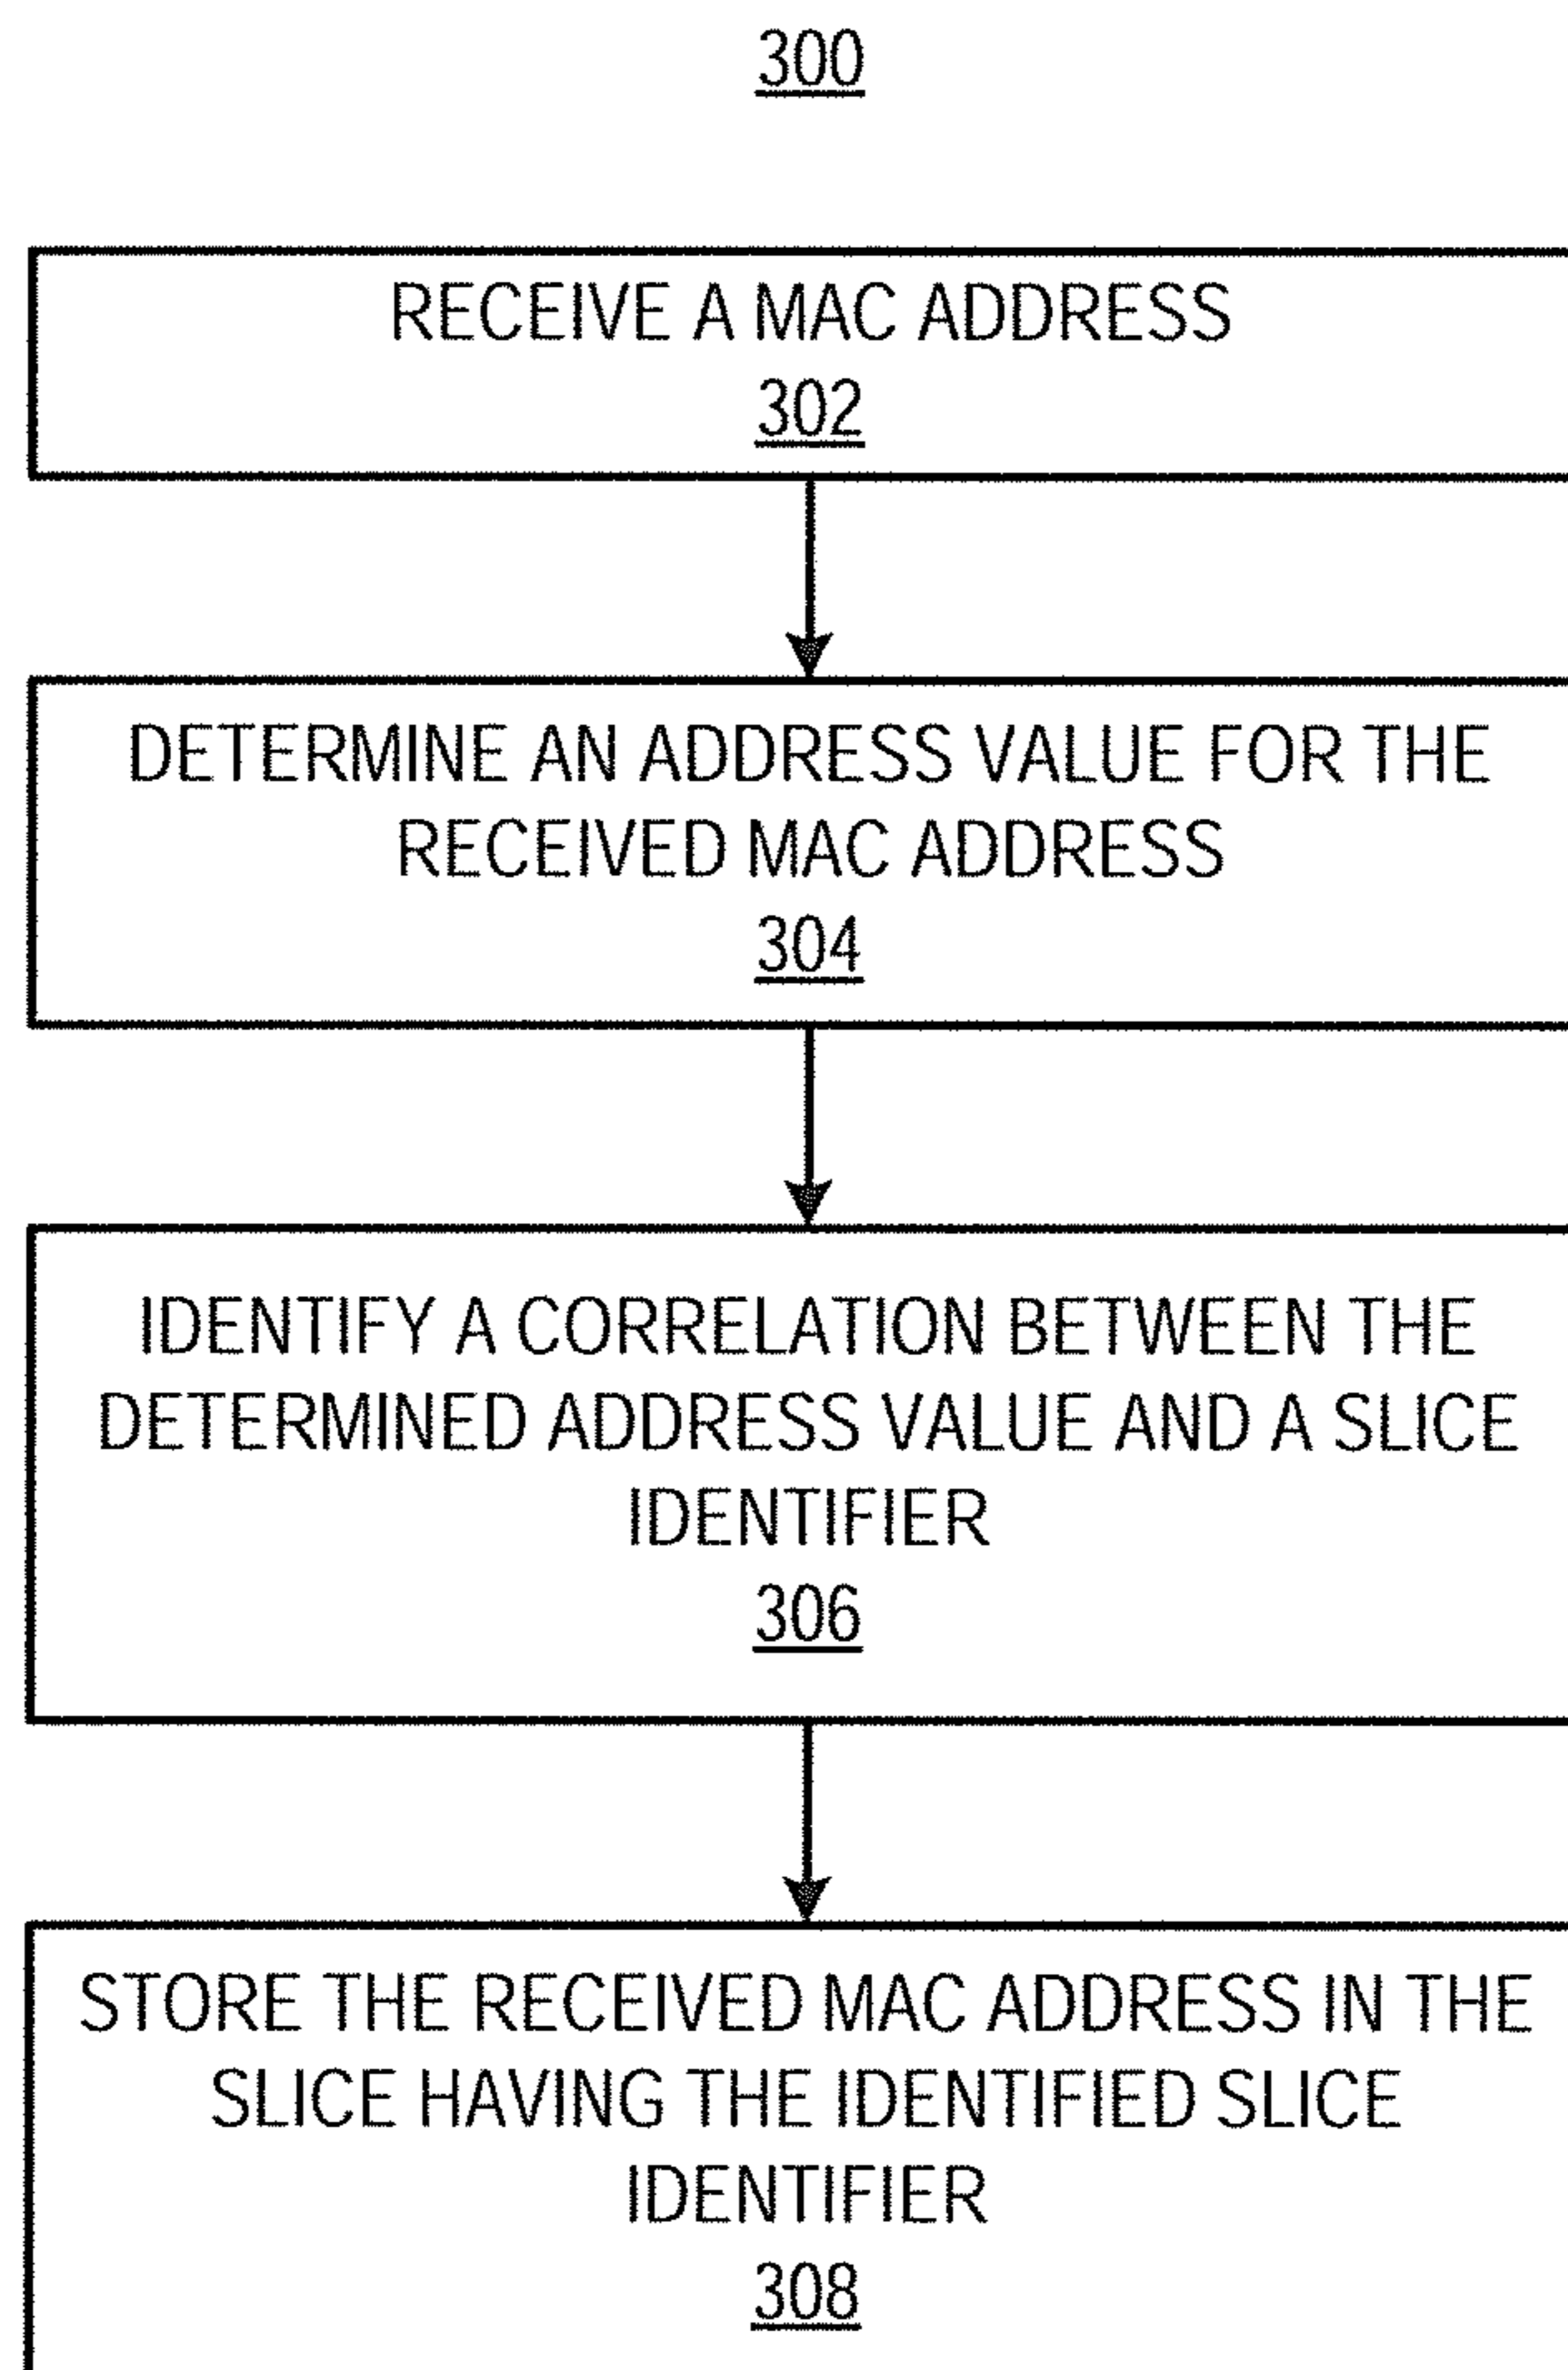 300
RECEIVE A MAC ADDRESS
302
DETERMINE AN ADDRESS VALUE FOR THE
RECEIVED MAC ADDRESS
304
IDENTIFY A CORRELATION BETWEEN THE
DETERMINED ADDRESS VALUE AND A SLICE
IDENTIFIER
306
STORE THE RECEIVED MAC ADDRESS IN THE
SLICE HAVING THE IDENTIFIED SLICE
IDENTIFIER
308